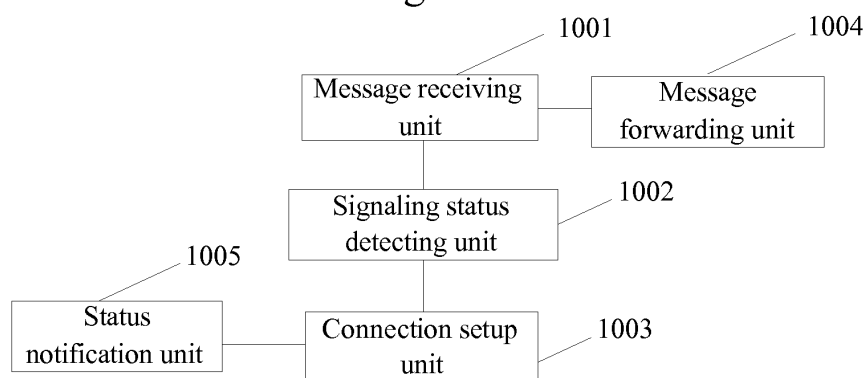 1001
1004
Message receiving
unit
Message
forwarding unit
Signaling status
detecting unit
1002
1005
Status
notification unit
Connection setup
unit
1003